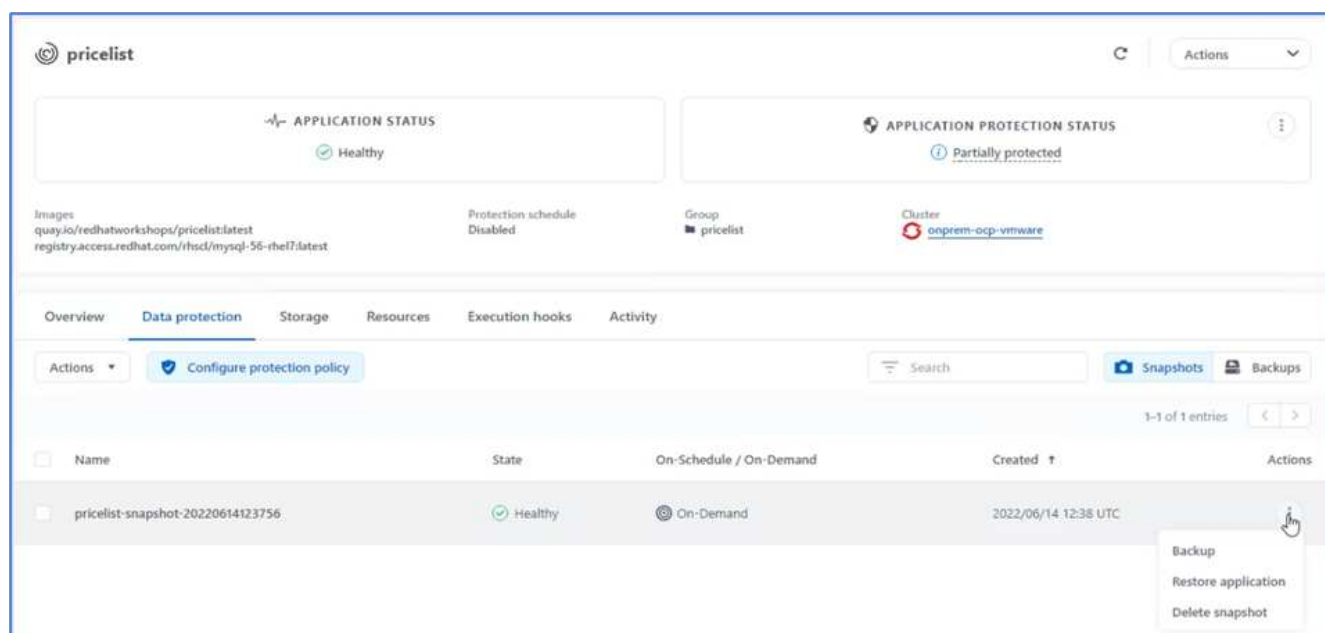 pricelist
Actions
APPLICATION STATUS
Healthy
APPLICATION PROTECTION STATUS
Partially protected
Images
quay.io/redhatworkshops/pricelist:latest
registry.access.redhat.com/rhscl/mysql-56-rhel7:latest
Protection schedule
Disabled
Group
pricelist
Cluster
onprem-ocp-vmware
Overview Data protection Storage Resources Execution hooks Activity
Actions Configure protection policy Search Snapshots Backups
1-1 of 1 entries < >
Name State On-Schedule / On-Demand Created ↑ Actions
pricelist-snapshot-20220614123756 Healthy On-Demand 2022/06/14 12:38 UTC
Backup
Restore application
Delete snapshot